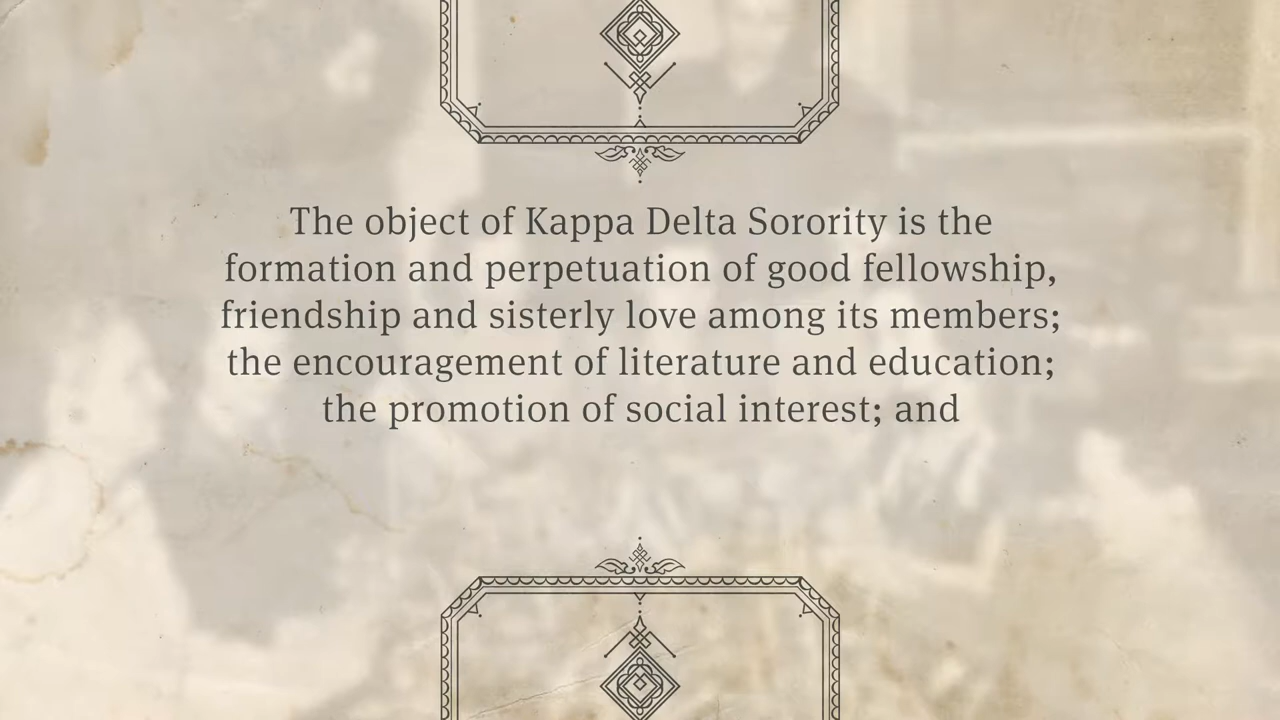 The object of Kappa Delta Sorority is the
formation and perpetuation of good fellowship,
friendship and sisterly love among its members;
the encouragement of literature and education;
the promotion of social interest; and